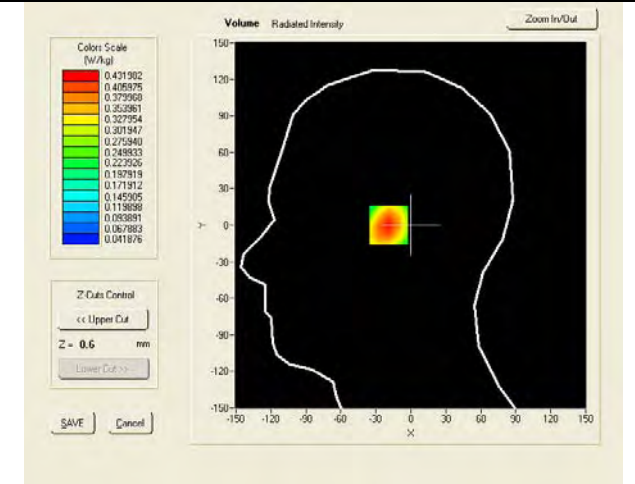 Volume Radiated Intensity
Zoom In/Out
Colors Scale
(W/kg)
0.431982
0.405975
0.379968
0.353961
0.327954
0.301947
0.275940
0.249933
0.223926
0.197919
0.171912
0.145905
0.119898
0.093891
0.067883
0.041876
Z-Cuts Control
<< Upper Cut
Z = 0.6 mm
Lower Cut >>
SAVE Cancel
150
120
90
60
30
0
-30
-60
-90
-120
-150
Y
-150 -120 -90 -60 -30 0 30 60 90 120 150
X